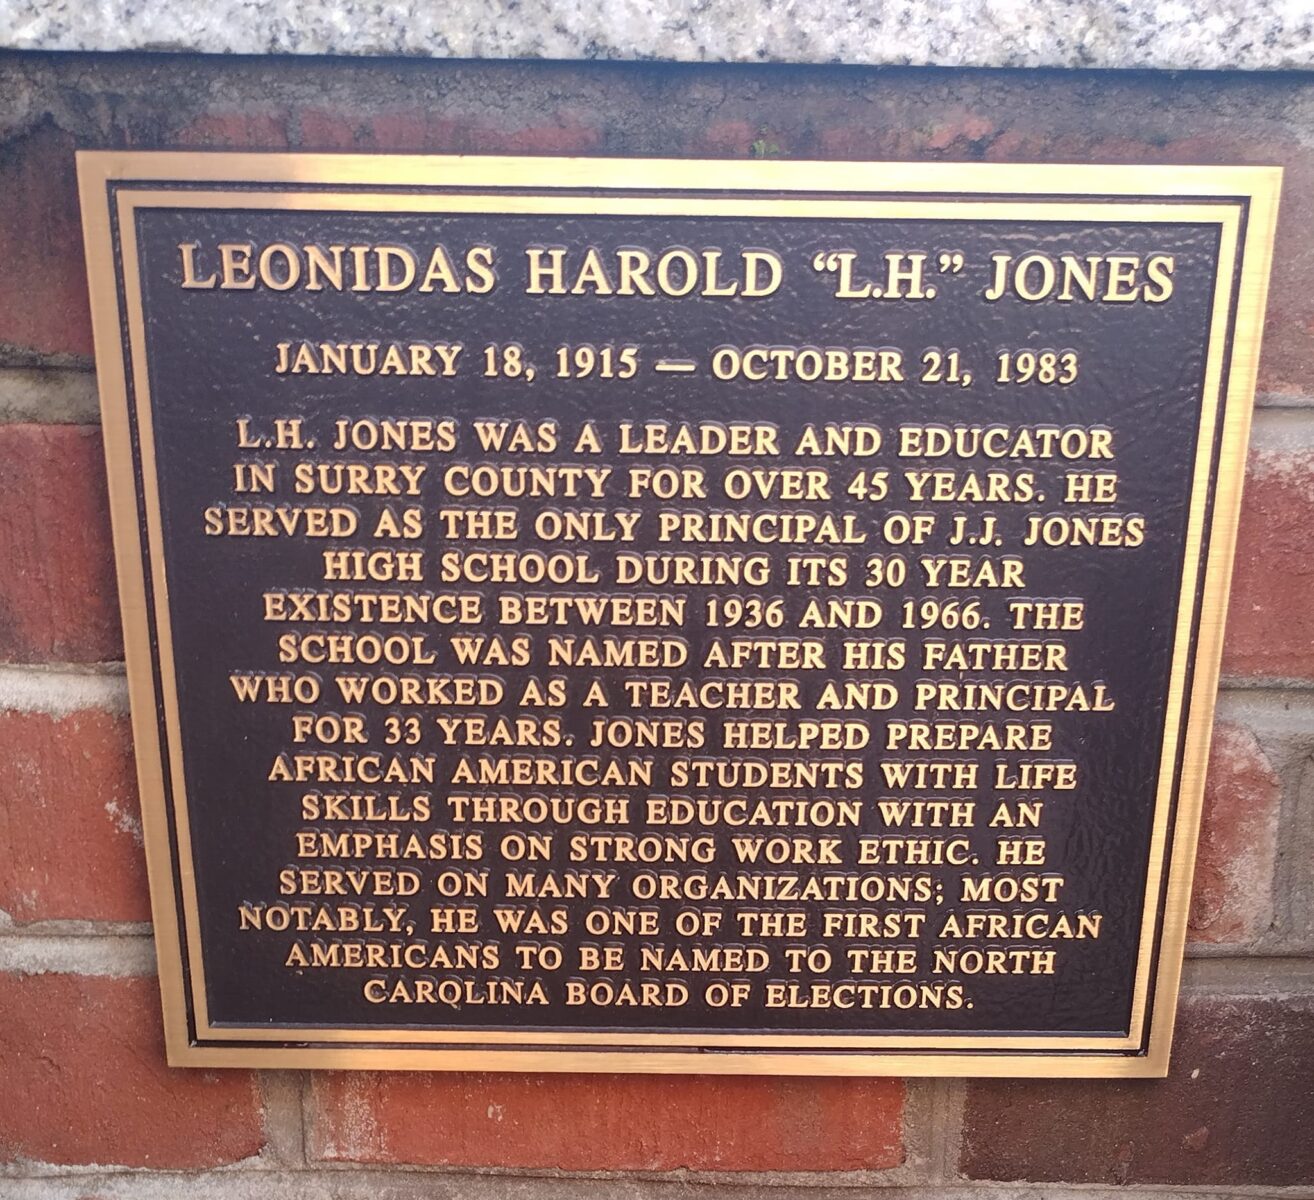 LEONIDAS HAROLD “L.H.” JONES
JANUARY 18, 1915 — OCTOBER 21, 1983
L.H. JONES WAS A LEADER AND EDUCATOR
IN SURRY COUNTY FOR OVER 45 YEARS. HE
SERVED AS THE ONLY PRINCIPAL OF J.J. JONES
HIGH SCHOOL DURING ITS 30 YEAR
EXISTENCE BETWEEN 1936 AND 1966. THE
SCHOOL WAS NAMED AFTER HIS FATHER
WHO WORKED AS A TEACHER AND PRINCIPAL
FOR 33 YEARS. JONES HELPED PREPARE
AFRICAN AMERICAN STUDENTS WITH LIFE
SKILLS THROUGH EDUCATION WITH AN
EMPHASIS ON STRONG WORK ETHIC. HE
SERVED ON MANY ORGANIZATIONS; MOST
NOTABLY, HE WAS ONE OF THE FIRST AFRICAN
AMERICANS TO BE NAMED TO THE NORTH
CAROLINA BOARD OF ELECTIONS.